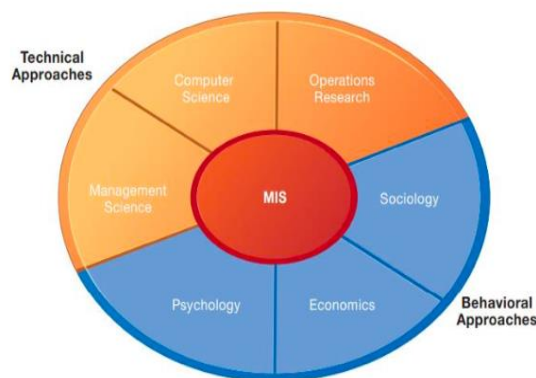 Technical
Approaches
Computer
Science
Operations
Research
Management
Science
MIS
Sociology
Psychology
Economics
Behavioral
Approaches